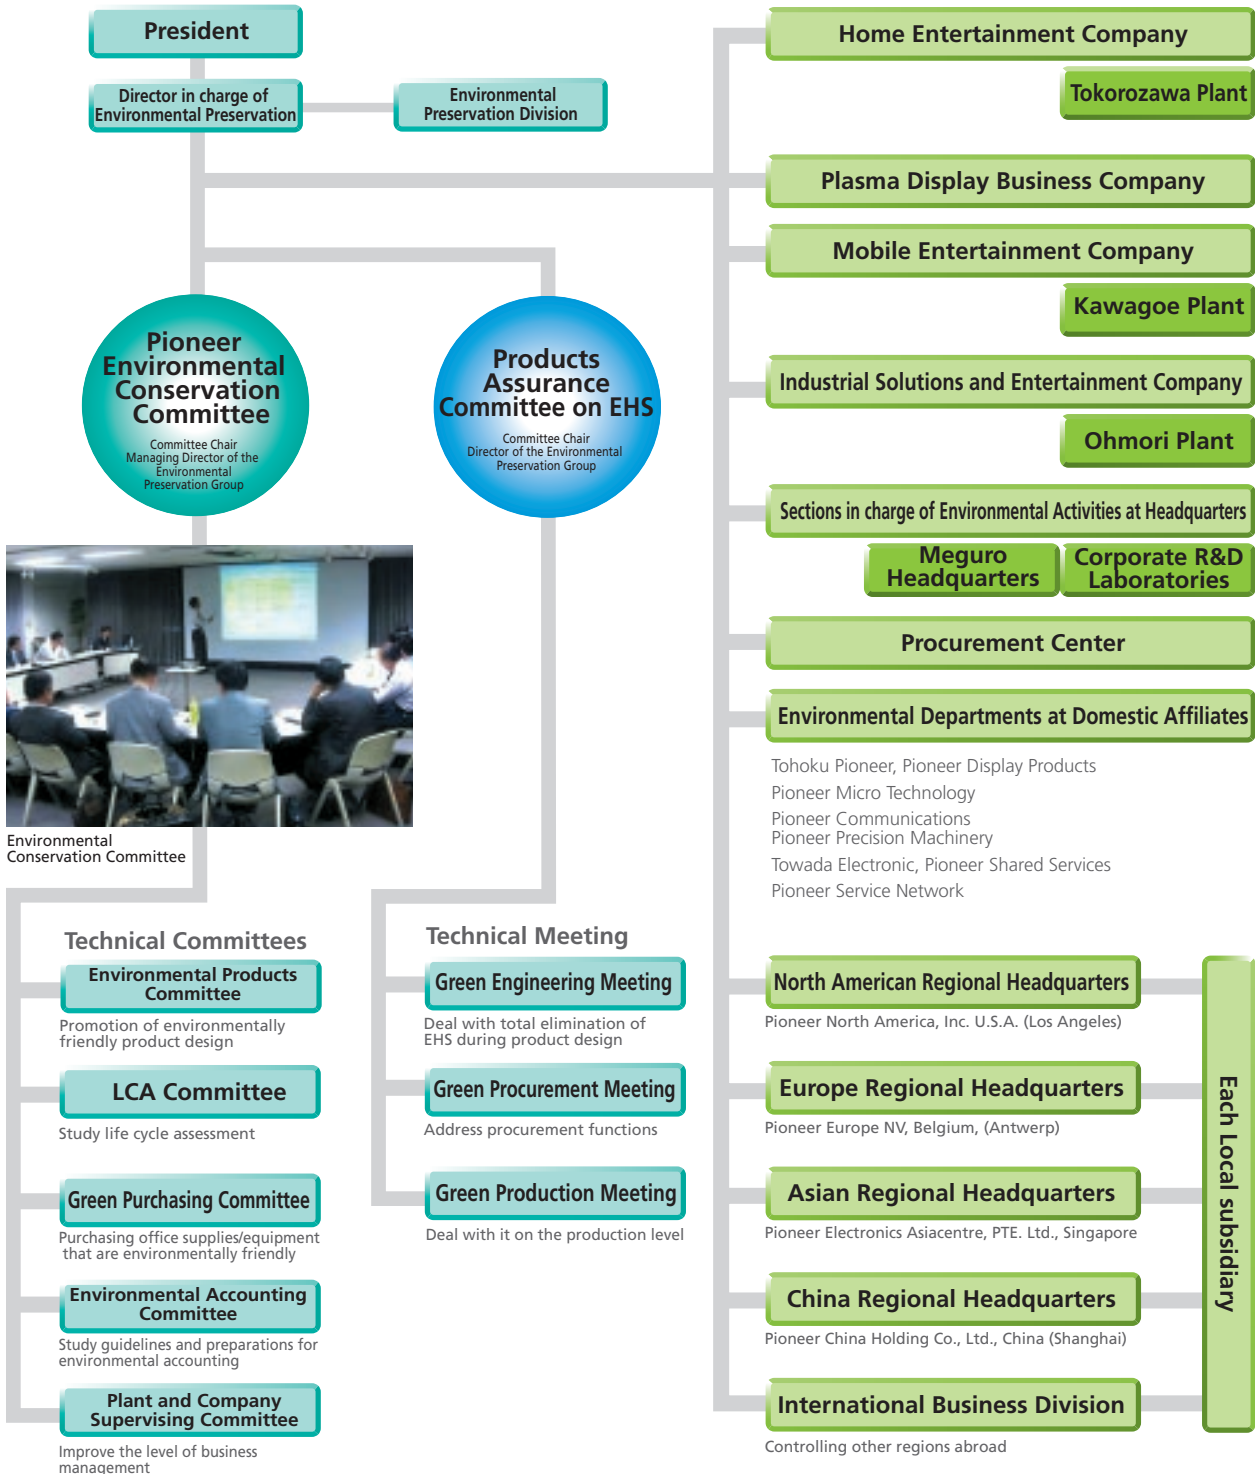 President
Director in charge of
Environmental Preservation
Environmental
Preservation Division
Pioneer
Environmental
Conservation
Committee
Committee Chair
Managing Director of the
Environmental
Preservation Group
Products
Assurance
Committee on EHS
Committee Chair
Director of the Environmental
Preservation Group
Environmental
Conservation Committee
Technical Committees
Environmental Products
Committee
Promotion of environmentally
friendly product design
LCA Committee
Study life cycle assessment
Green Purchasing Committee
Purchasing office supplies/equipment
that are environmentally friendly
Environmental Accounting
Committee
Study guidelines and preparations for
environmental accounting
Plant and Company
Supervising Committee
Improve the level of business
management
Technical Meeting
Green Engineering Meeting
Deal with total elimination of
EHS during product design
Green Procurement Meeting
Address procurement functions
Green Production Meeting
Deal with it on the production level
Home Entertainment Company
Tokorozawa Plant
Plasma Display Business Company
Mobile Entertainment Company
Kawagoe Plant
Industrial Solutions and Entertainment Company
Ohmori Plant
Sections in charge of Environmental Activities at Headquarters
Meguro
Headquarters
Corporate R&D
Laboratories
Procurement Center
Environmental Departments at Domestic Affiliates
Tohoku Pioneer, Pioneer Display Products
Pioneer Micro Technology
Pioneer Communications
Pioneer Precision Machinery
Towada Electronic, Pioneer Shared Services
Pioneer Service Network
North American Regional Headquarters
Pioneer North America, Inc. U.S.A. (Los Angeles)
Europe Regional Headquarters
Pioneer Europe NV, Belgium, (Antwerp)
Asian Regional Headquarters
Pioneer Electronics Asiacentre, PTE. Ltd., Singapore
China Regional Headquarters
Pioneer China Holding Co., Ltd., China (Shanghai)
International Business Division
Controlling other regions abroad
Each Local subsidiary